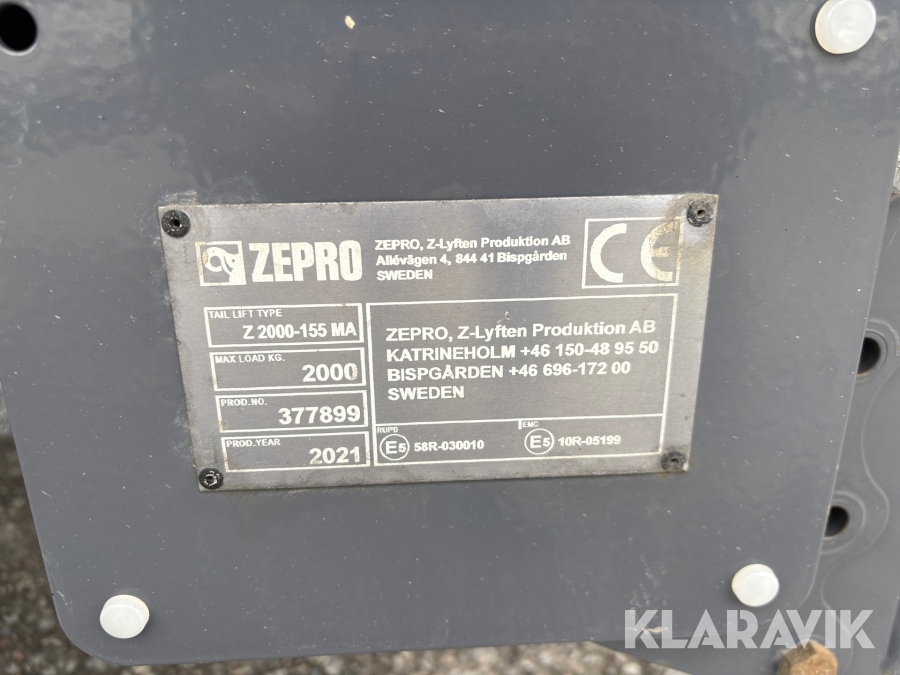 ZEPRO
ZEPRO, Z-Lyften Produktion AB
Allévägen 4, 844 41 Bispgården
SWEDEN
CE
TAIL LIFT TYPE
Z 2000-155 MA
MAX LOAD KG.
2000
PROD.NO.
377899
PROD.YEAR
2021
ZEPRO, Z-Lyften Produktion AB
KATRINEHOLM +46 150-48 95 50
BISPGÅRDEN +46 696-172 00
SWEDEN
RUPD
E5 58R-030010
EMC
E5 10R-05199
KLARAVIK